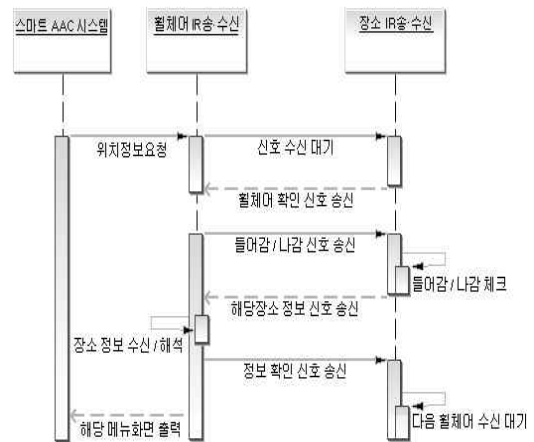 스마트 AAC 시스템
휠체어 IR송·수신
장소 IR송·수신
위치정보요청
신호 수신 대기
휠체어 확인 신호 송신
들어감 / 나감 신호 송신
들어감 / 나감 체크
해당장소 정보 신호 송신
장소 정보 수신 / 해석
정보 확인 신호 송신
다음 휠체어 수신 대기
해당 메뉴화면 출력